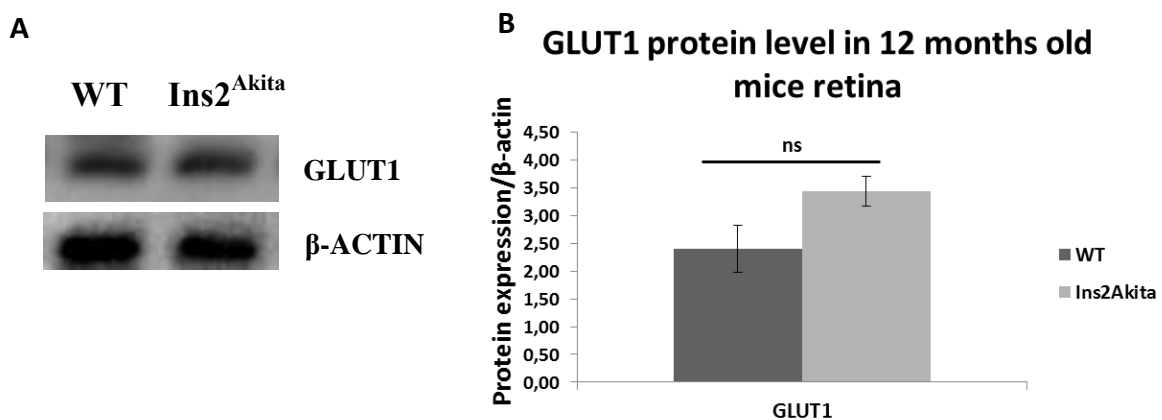 A
WT Ins2^Akita
GLUT1
β-ACTIN
B
GLUT1 protein level in 12 months old
mice retina
Protein expression/β-actin
4,50
4,00
3,50
3,00
2,50
2,00
1,50
1,00
0,50
0,00
ns
GLUT1
WT
Ins2Akita